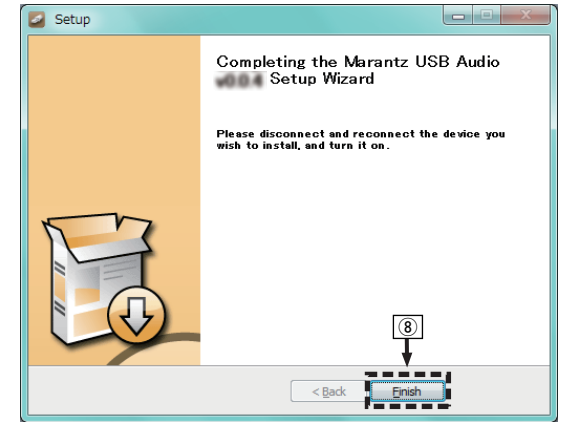 Setup
Completing the Marantz USB Audio
Setup Wizard
Please disconnect and reconnect the device you
wish to install, and turn it on.
⑧
< Back
Finish